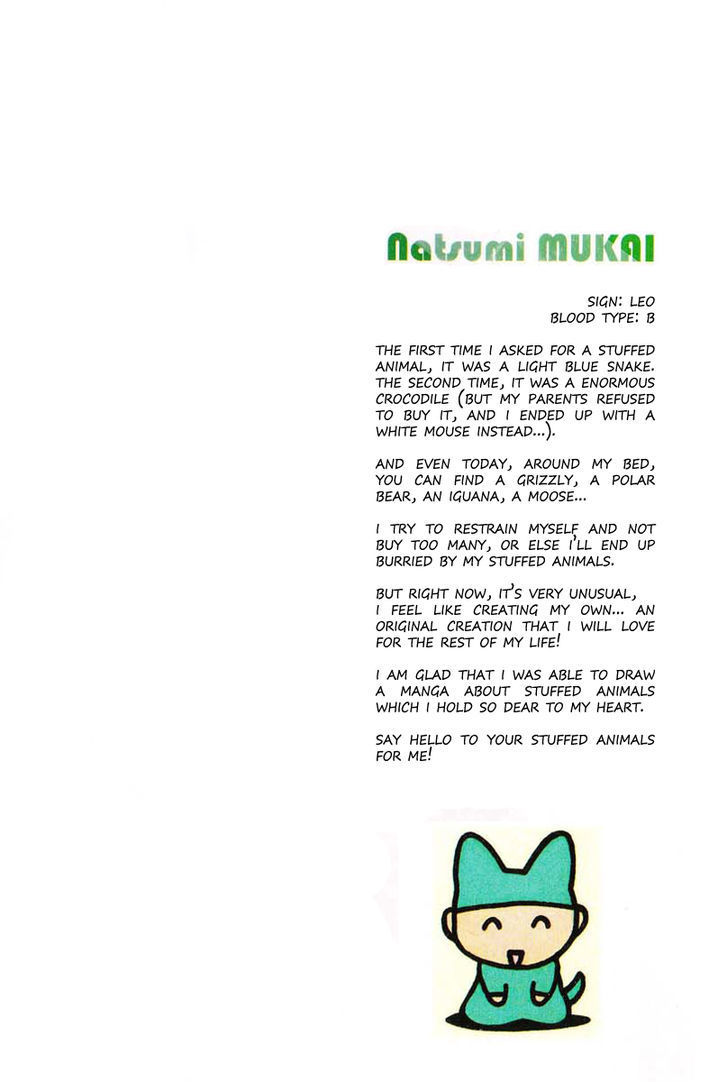 Natsumi MUKAI
SIGN: LEO
BLOOD TYPE: B
THE FIRST TIME I ASKED FOR A STUFFED
ANIMAL, IT WAS A LIGHT BLUE SNAKE.
THE SECOND TIME, IT WAS A ENORMOUS
CROCODILE (BUT MY PARENTS REFUSED
TO BUY IT, AND I ENDED UP WITH A
WHITE MOUSE INSTEAD...).
AND EVEN TODAY, AROUND MY BED,
YOU CAN FIND A GRIZZLY, A POLAR
BEAR, AN IGUANA, A MOOSE...
I TRY TO RESTRAIN MYSELF AND NOT
BUY TOO MANY, OR ELSE I'LL END UP
BURRIED BY MY STUFFED ANIMALS.
BUT RIGHT NOW, IT'S VERY UNUSUAL,
I FEEL LIKE CREATING MY OWN... AN
ORIGINAL CREATION THAT I WILL LOVE
FOR THE REST OF MY LIFE!
I AM GLAD THAT I WAS ABLE TO DRAW
A MANGA ABOUT STUFFED ANIMALS
WHICH I HOLD SO DEAR TO MY HEART.
SAY HELLO TO YOUR STUFFED ANIMALS
FOR ME!